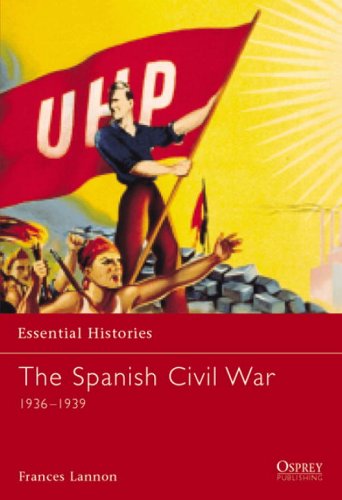 UHP
Essential Histories
The Spanish Civil War
1936–1939
Frances Lannon
OSPREY
PUBLISHING